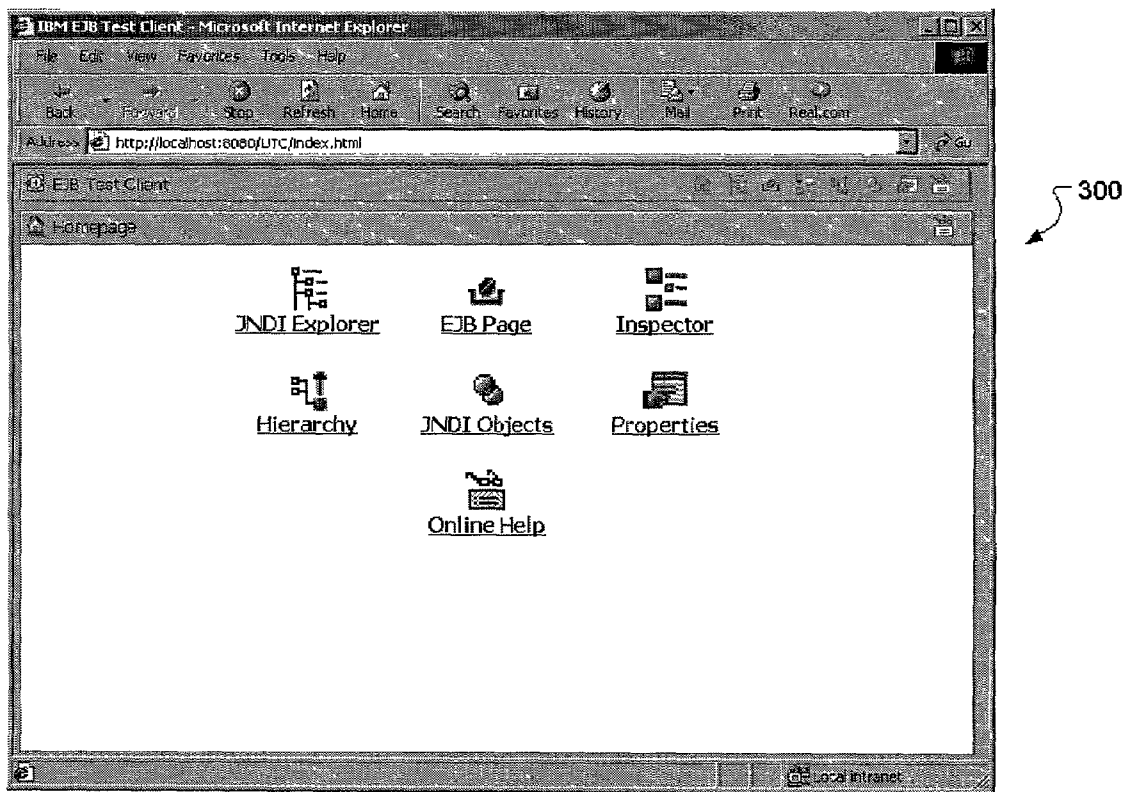 IBM EJB Test Client - Microsoft Internet Explorer
File Edit View Favorites Tools Help
Back Forward Stop Refresh Home Search Favorites History Mail Print Real.com
Address http://localhost:8080/UTC/index.html Go
EJB Test Client
300
Homepage
JNDI Explorer EJB Page Inspector
Hierarchy JNDI Objects Properties
Online Help
Local intranet